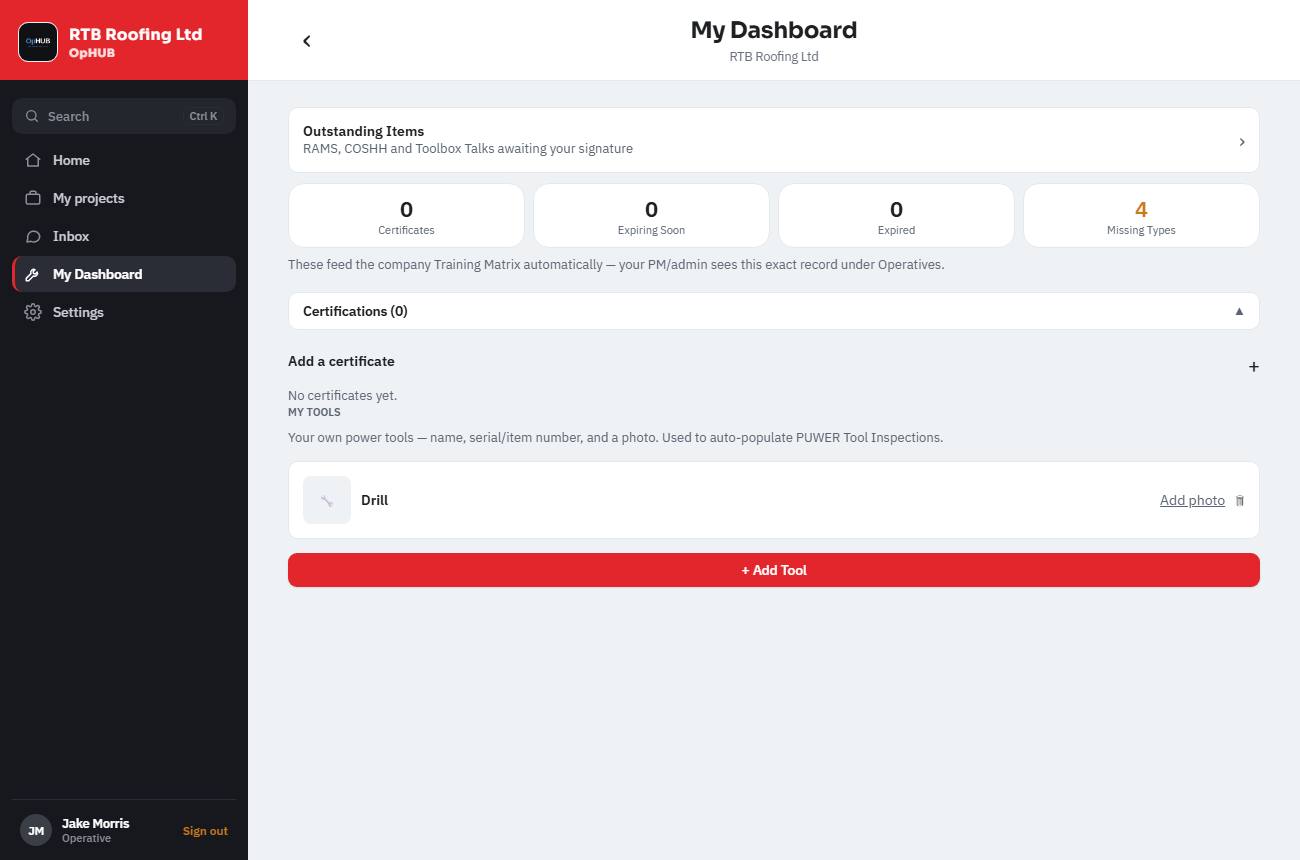 OpHUB
RTB Roofing Ltd
OpHUB
Search
Ctrl K
Home
My projects
Inbox
My Dashboard
Settings
JM
Jake Morris
Operative
Sign out
My Dashboard
RTB Roofing Ltd
Outstanding Items
RAMS, COSHH and Toolbox Talks awaiting your signature
0
Certificates
0
Expiring Soon
0
Expired
4
Missing Types
These feed the company Training Matrix automatically — your PM/admin sees this exact record under Operatives.
Certifications (0)
Add a certificate
+
No certificates yet.
MY TOOLS
Your own power tools — name, serial/item number, and a photo. Used to auto-populate PUWER Tool Inspections.
Drill
Add photo
+ Add Tool